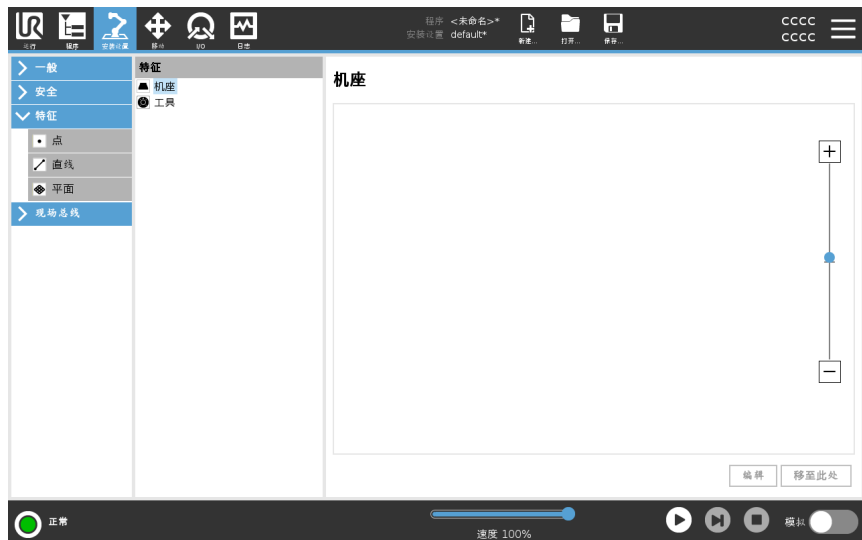 UR
运行 程序 安装设置 移动 I/O 日志
程序 <未命名>*
安装设置 default*
新建... 打开... 保存...
CCCC
CCCC
一般
安全
特征
点
直线
平面
现场总线
特征
机座
工具
机座
编辑 移至此处
正常
速度 100%
模拟